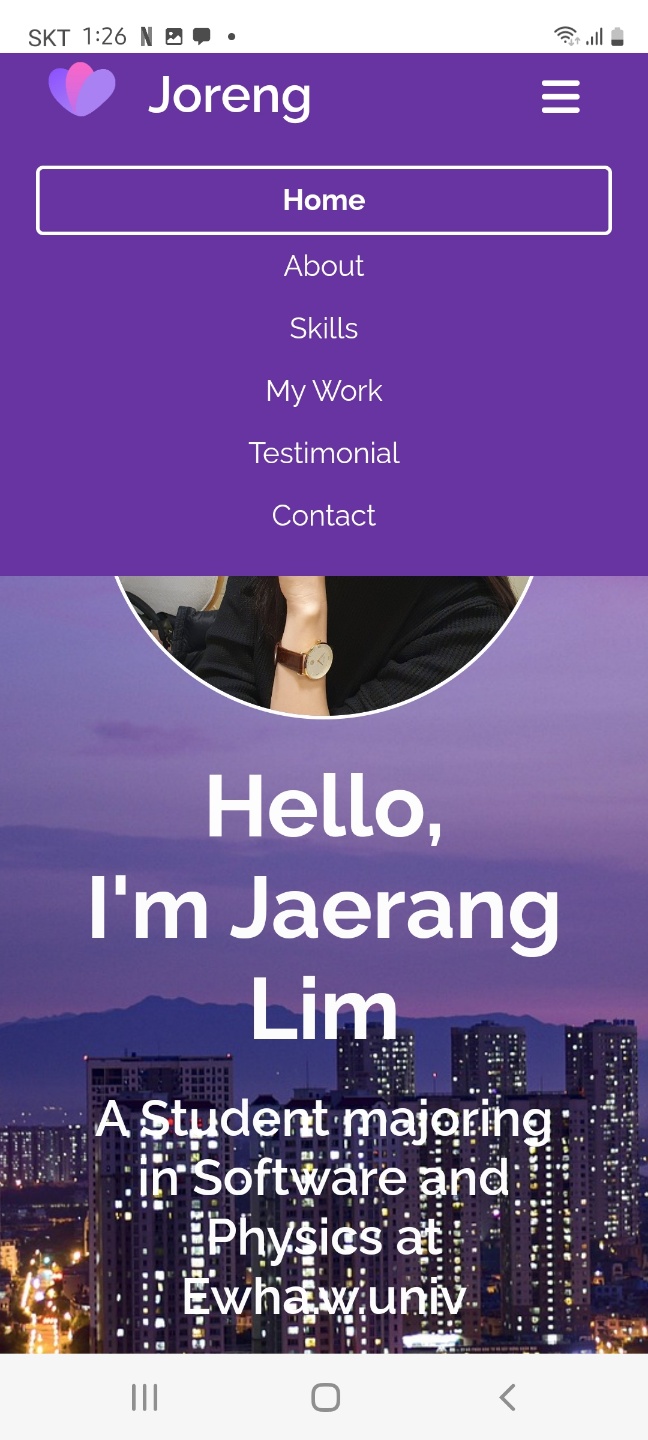 SKT 1:26
Joreng
Home
About
Skills
My Work
Testimonial
Contact
Hello,
I'm Jaerang
Lim
A Student majoring
in Software and
Physics at
Ewha.w.univ